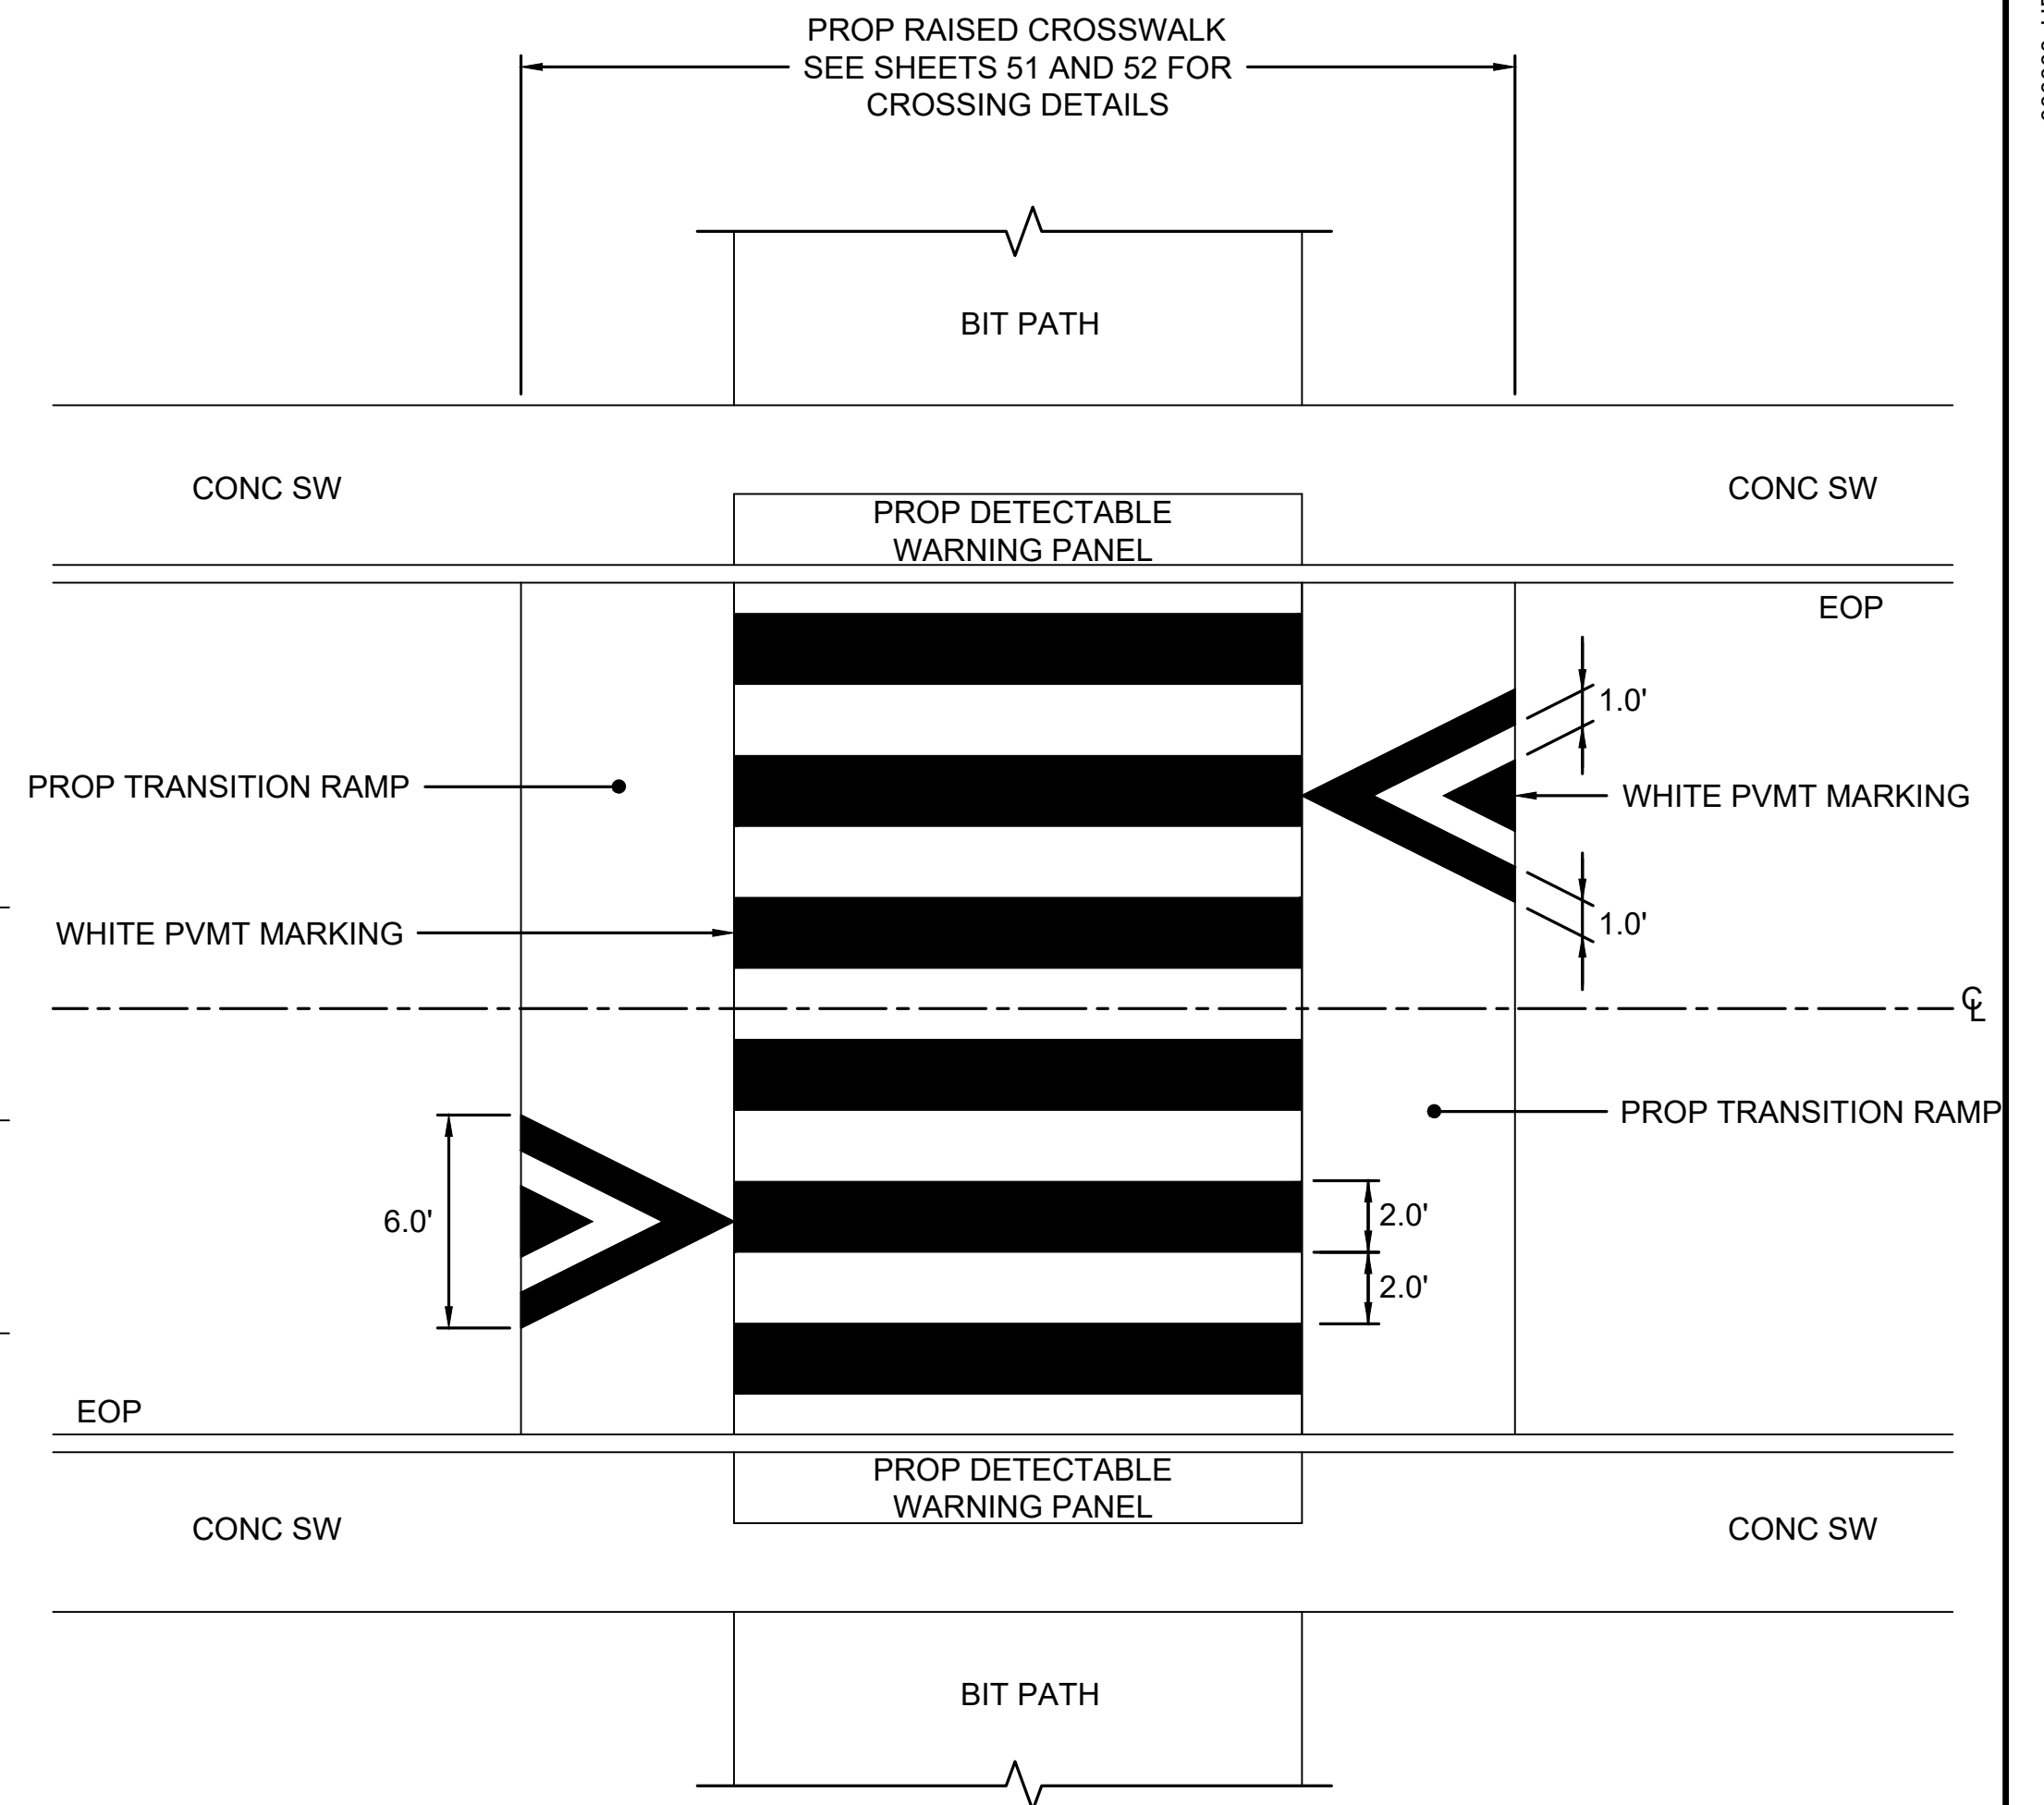 PROP RAISED CROSSWALK
SEE SHEETS 51 AND 52 FOR
CROSSING DETAILS
BIT PATH
CONC SW
CONC SW
PROP DETECTABLE
WARNING PANEL
EOP
1.0'
PROP TRANSITION RAMP
WHITE PVMT MARKING
WHITE PVMT MARKING
1.0'
℄
PROP TRANSITION RAMP
6.0'
2.0'
2.0'
EOP
PROP DETECTABLE
WARNING PANEL
CONC SW
CONC SW
BIT PATH